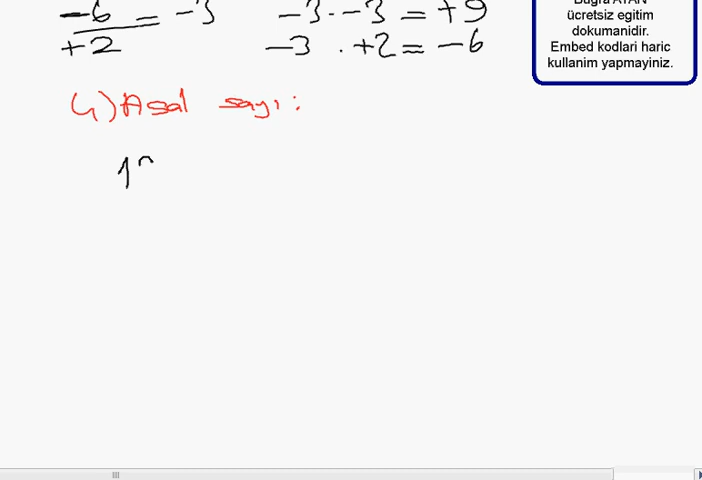 -6 = -3
+2
-3 . -3 = +9
-3 . +2 = -6
4) Asal sayı :
1
Buğra AYAN
ücretsiz egitim
dokumanidir.
Embed kodlari haric
kullanim yapmayiniz.